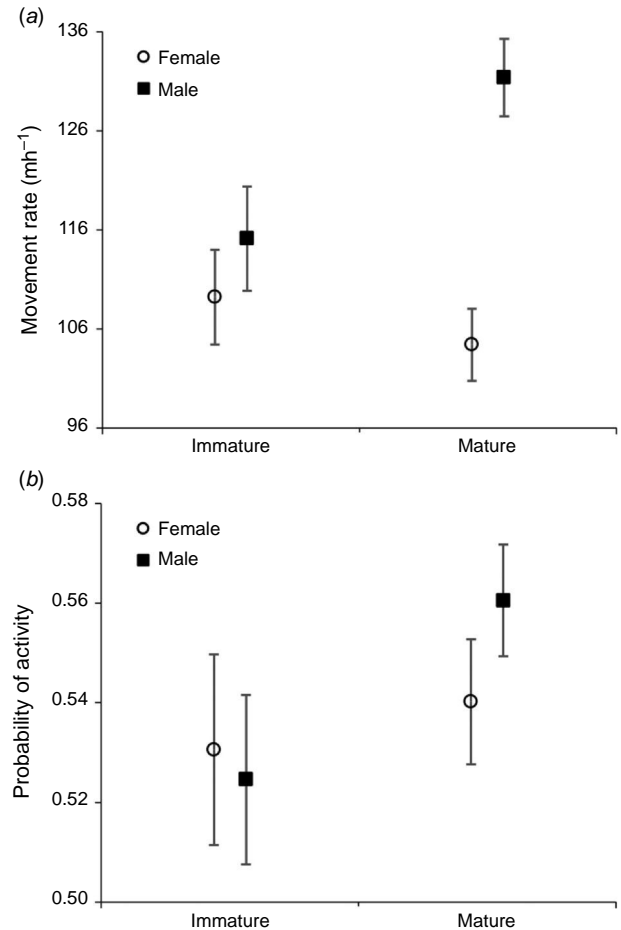 (a)
136
126
116
106
96
Movement rate (mh⁻¹)
Female
Male
Immature
Mature
(b)
0.58
0.56
0.54
0.52
0.50
Probability of activity
Female
Male
Immature
Mature